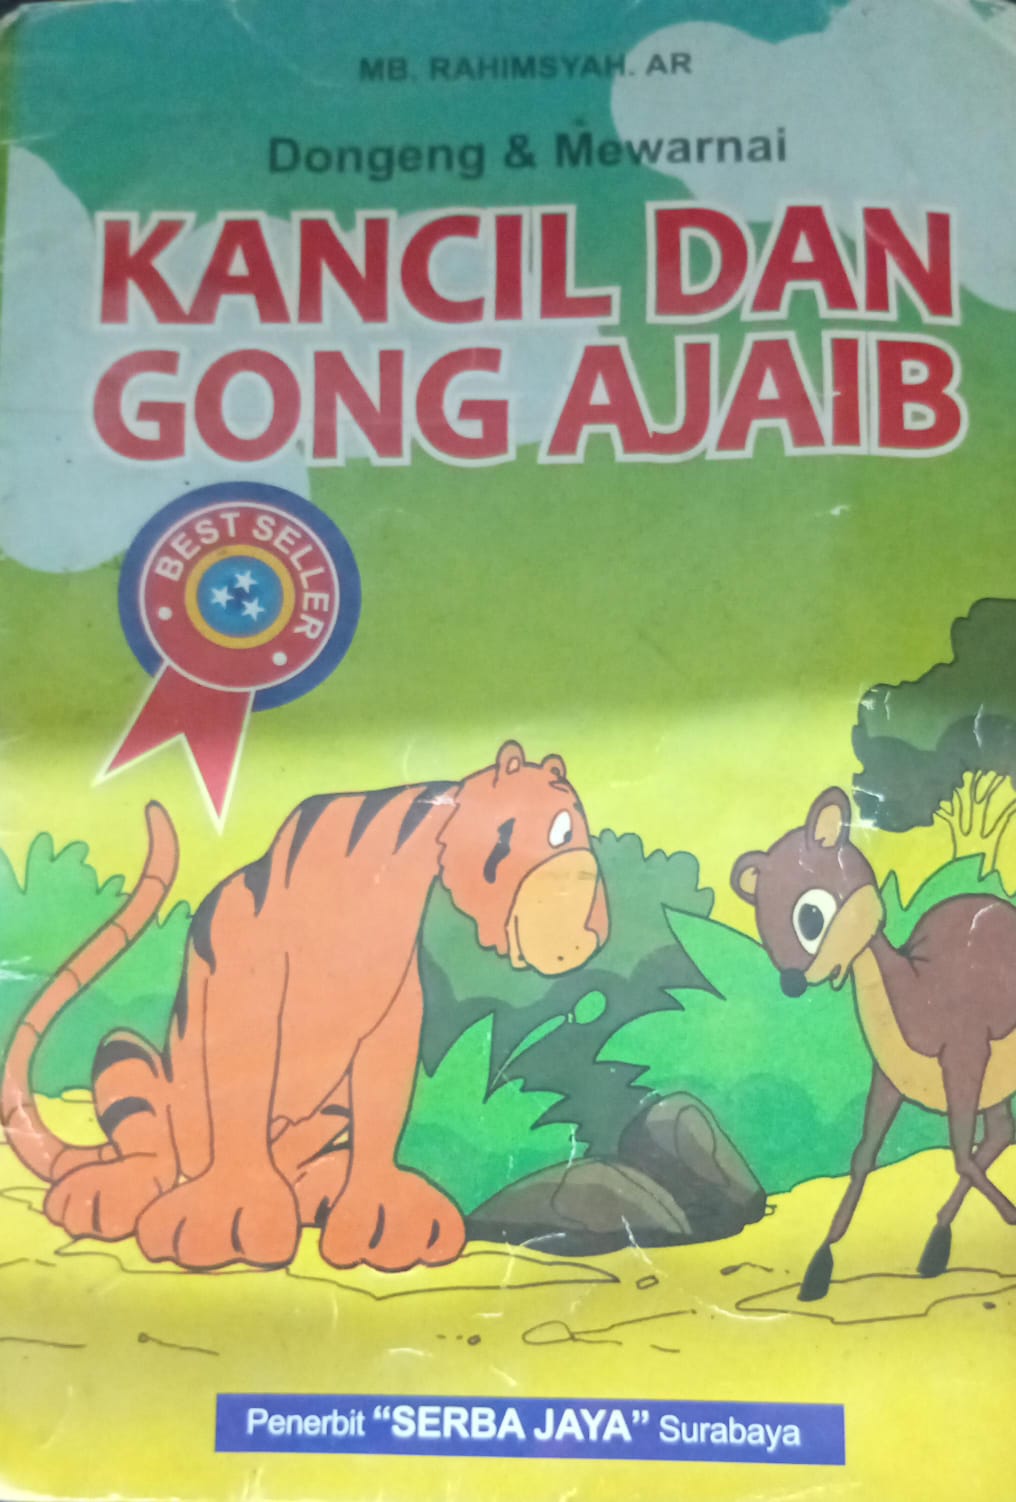 MB. RAHIMSYAH. AR
Dongeng & Mewarnai
KANCIL DAN
GONG AJAIB
BEST SELLER
Penerbit “SERBA JAYA” Surabaya